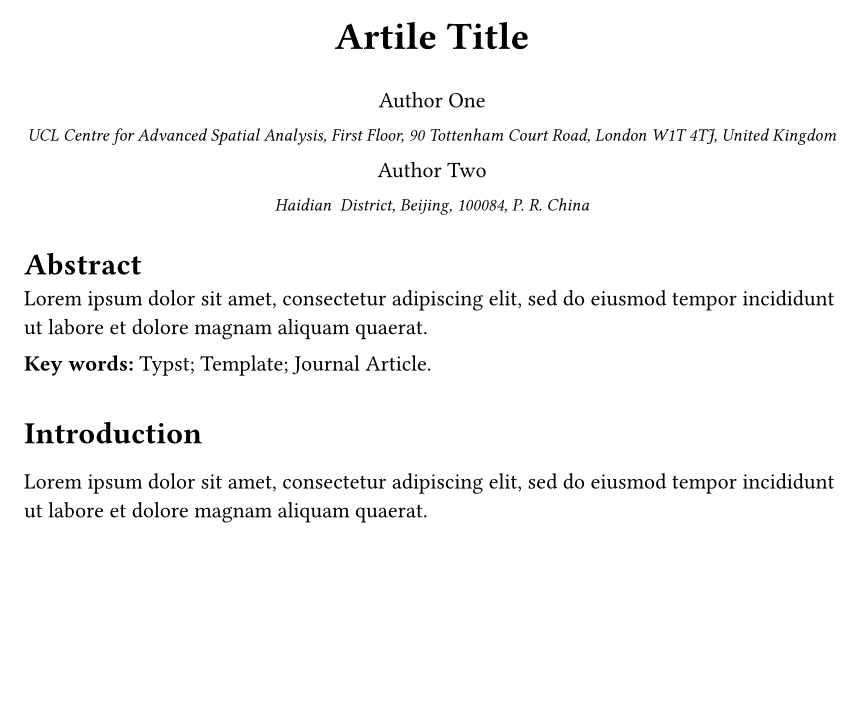 Artile Title
Author One
UCL Centre for Advanced Spatial Analysis, First Floor, 90 Tottenham Court Road, London W1T 4TJ, United Kingdom
Author Two
Haidian  District, Beijing, 100084, P. R. China
Abstract
Lorem ipsum dolor sit amet, consectetur adipiscing elit, sed do eiusmod tempor incididunt
ut labore et dolore magnam aliquam quaerat.
Key words: Typst; Template; Journal Article.
Introduction
Lorem ipsum dolor sit amet, consectetur adipiscing elit, sed do eiusmod tempor incididunt
ut labore et dolore magnam aliquam quaerat.